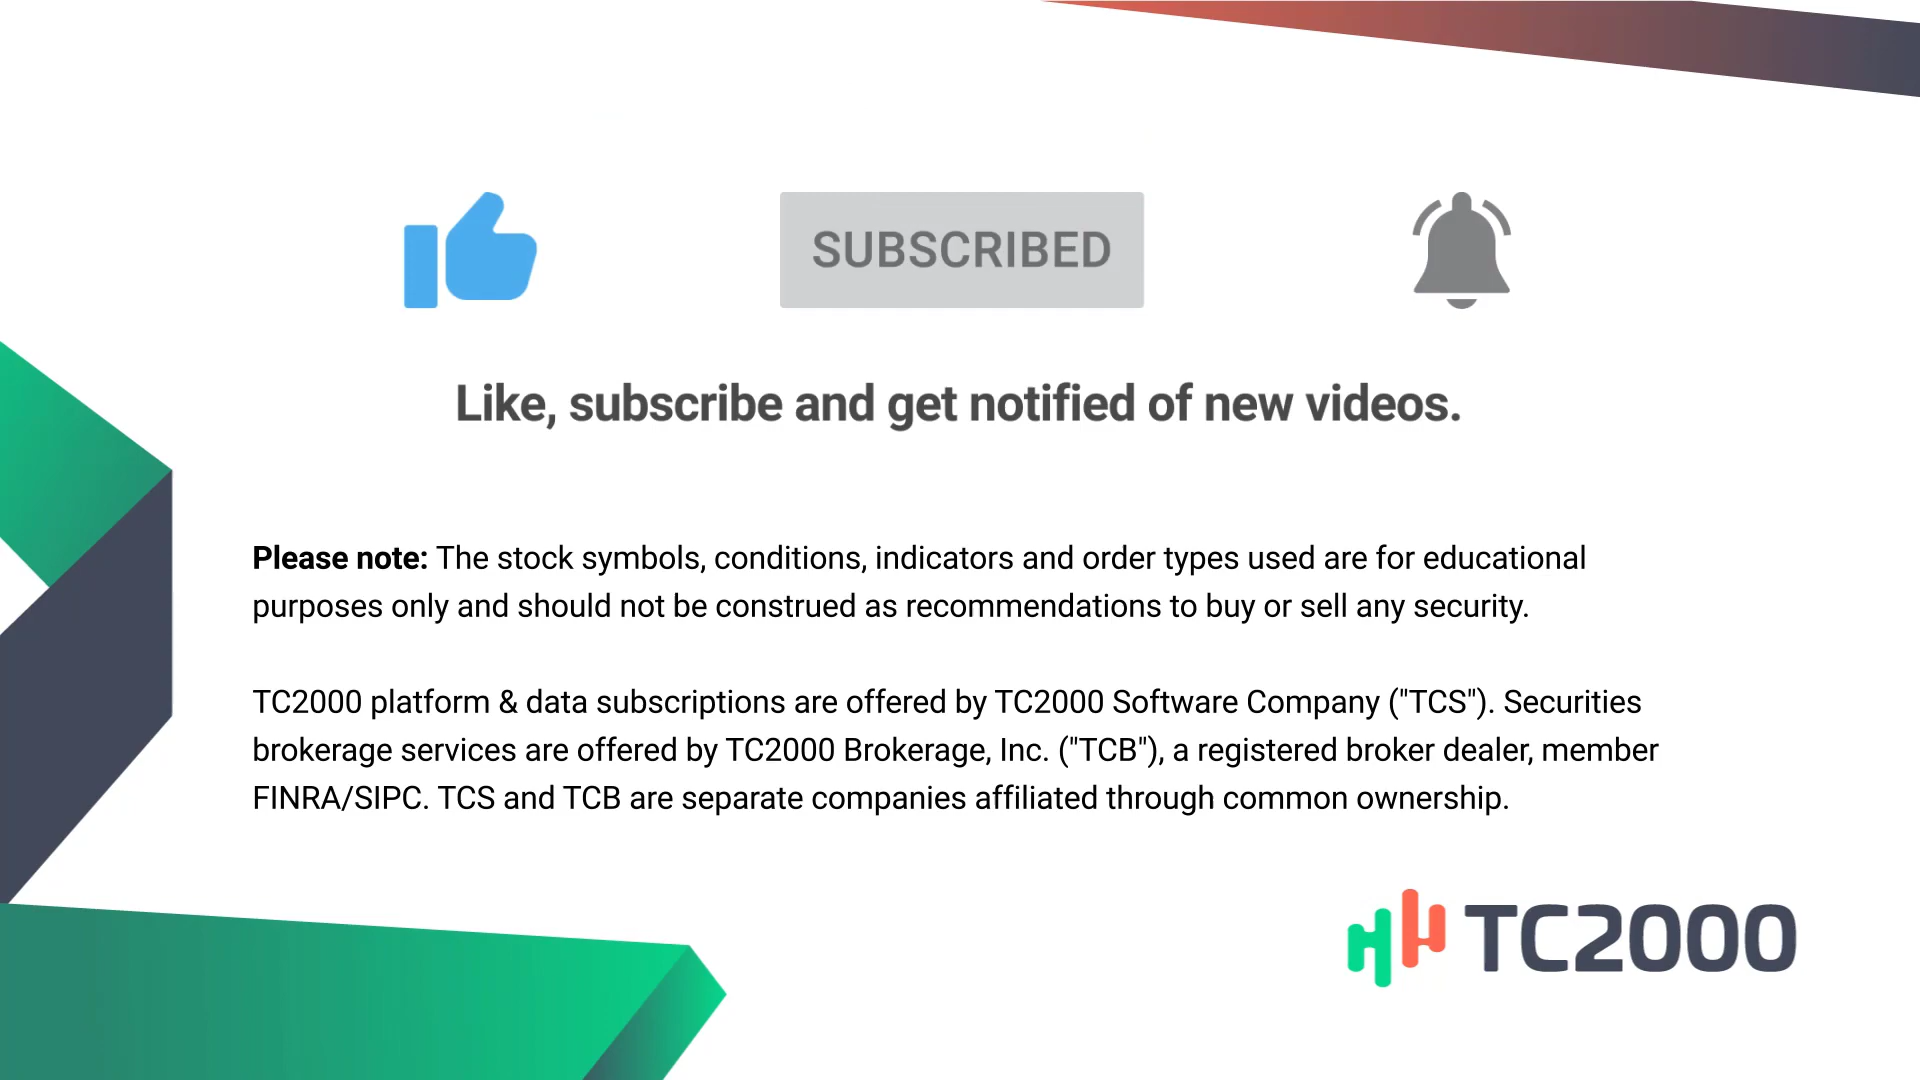 SUBSCRIBED
Like, subscribe and get notified of new videos.
Please note: The stock symbols, conditions, indicators and order types used are for educational
purposes only and should not be construed as recommendations to buy or sell any security.
TC2000 platform & data subscriptions are offered by TC2000 Software Company ("TCS"). Securities
brokerage services are offered by TC2000 Brokerage, Inc. ("TCB"), a registered broker dealer, member
FINRA/SIPC. TCS and TCB are separate companies affiliated through common ownership.
TC2000